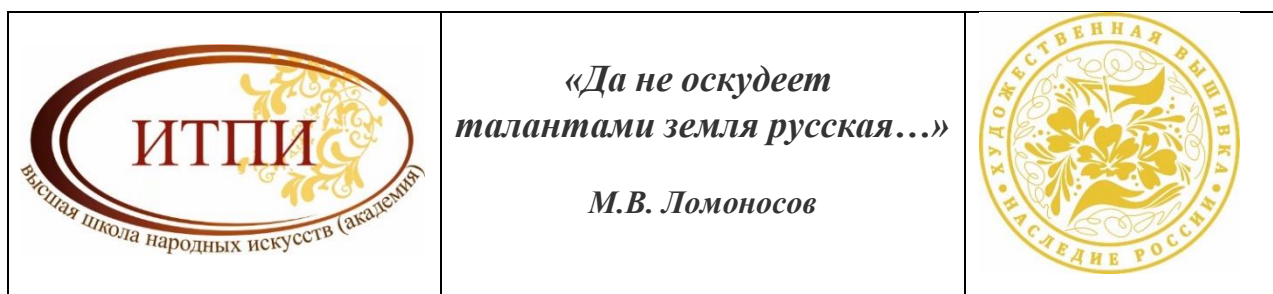 ИТПИ
высшая школа народных искусств (академия)
«Да не оскудеет
талантами земля русская…»
М.В. Ломоносов
ХУДОЖЕСТВЕННАЯ ВЫШИВКА
НАСЛЕДИЕ РОССИИ